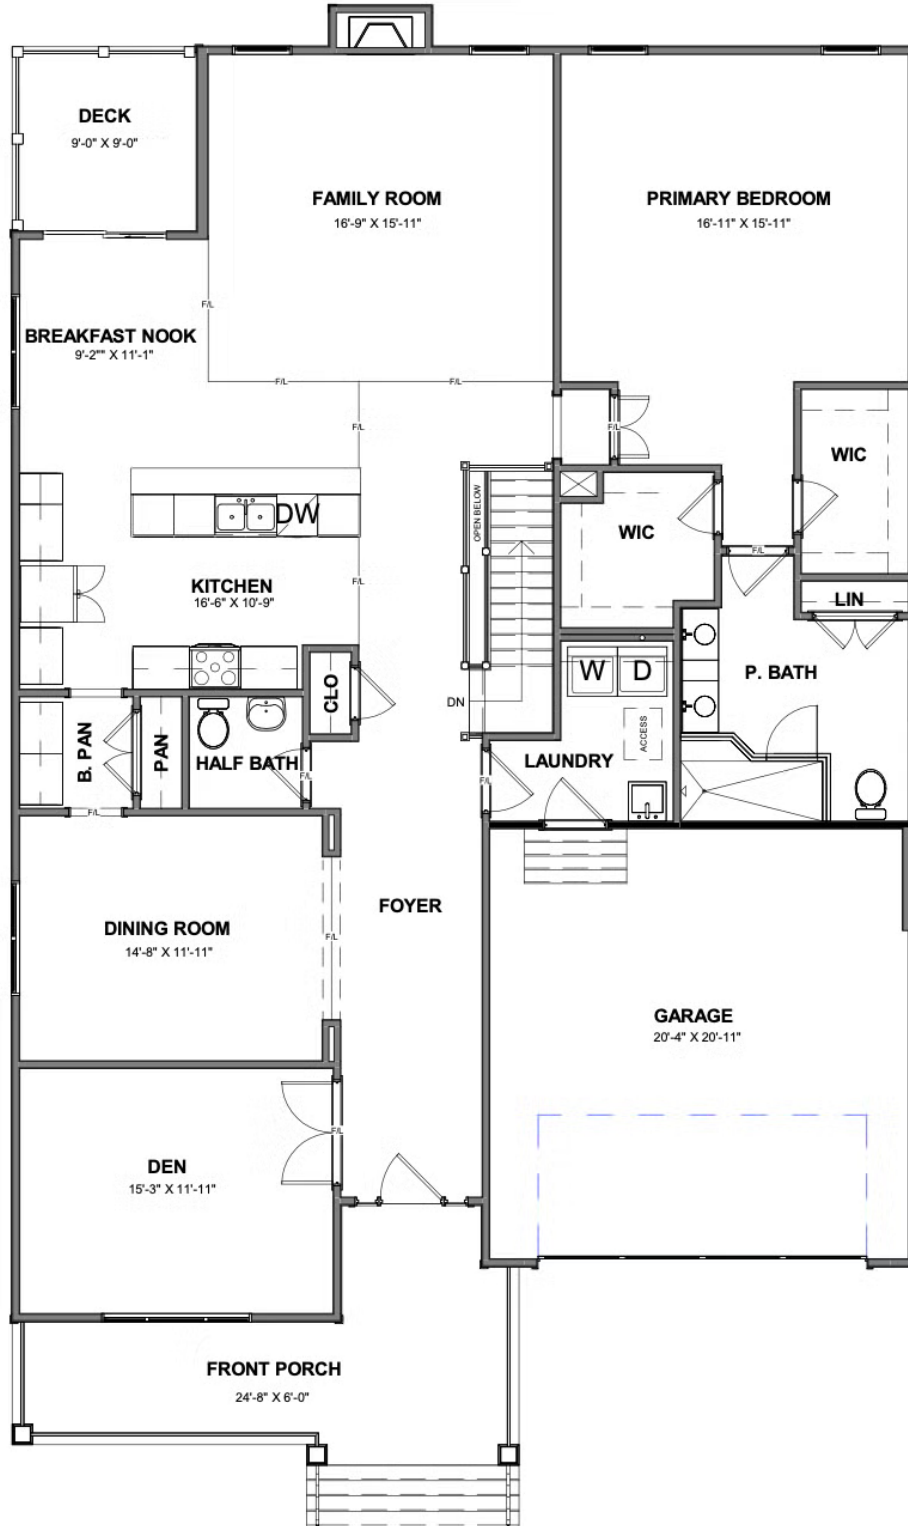 DECK
9'-0" X 9'-0"
FAMILY ROOM
16'-9" X 15'-11"
PRIMARY BEDROOM
16'-11" X 15'-11"
F/L
BREAKFAST NOOK
9'-2"" X 11'-1"
F/L
F/L
F/L
F/L
WIC
OPEN BELOW
DW
WIC
F/L
KITCHEN
16'-6" X 10'-9"
F/L
LIN
W
D
P. BATH
CLO
DN
ACCESS
B. PAN
PAN
HALF BATH
F/L
F/L
LAUNDRY
F/L
FOYER
DINING ROOM
14'-8" X 11'-11"
F/L
GARAGE
20'-4" X 20'-11"
F/L
DEN
15'-3" X 11'-11"
FRONT PORCH
24'-8" X 6'-0"